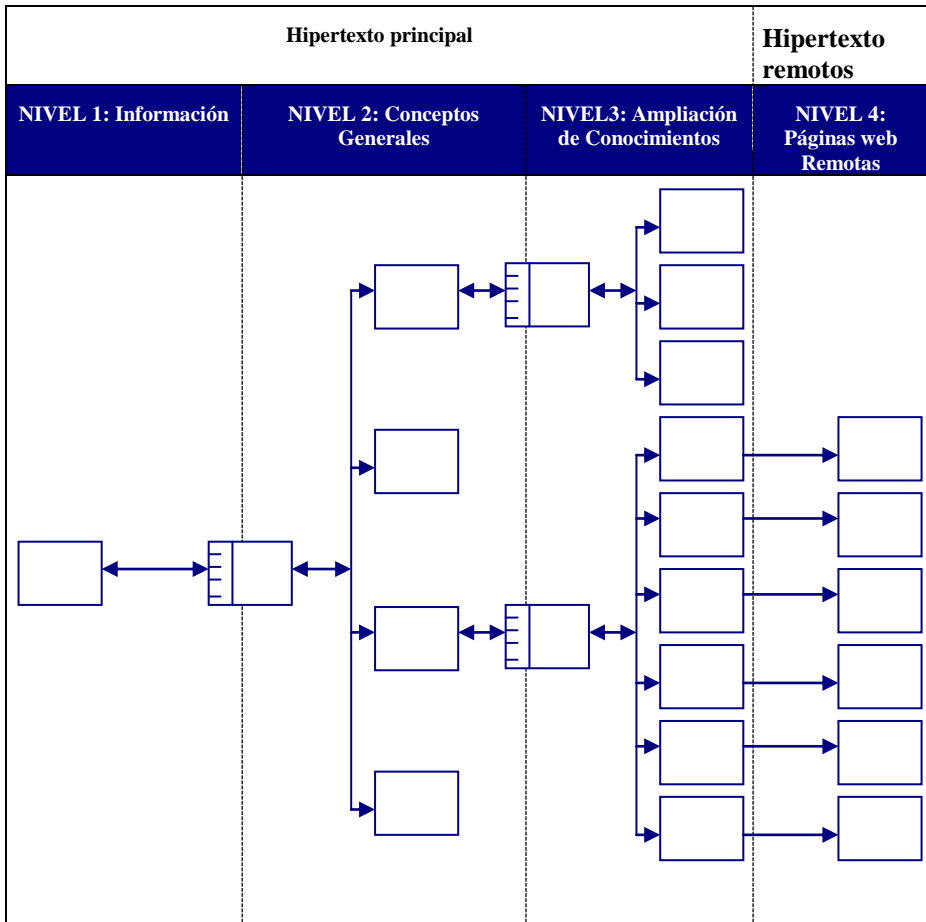 Hipertexto principal
Hipertexto
remotos
NIVEL 1: Información
NIVEL 2: Conceptos
Generales
NIVEL3: Ampliación
de Conocimientos
NIVEL 4:
Páginas web
Remotas